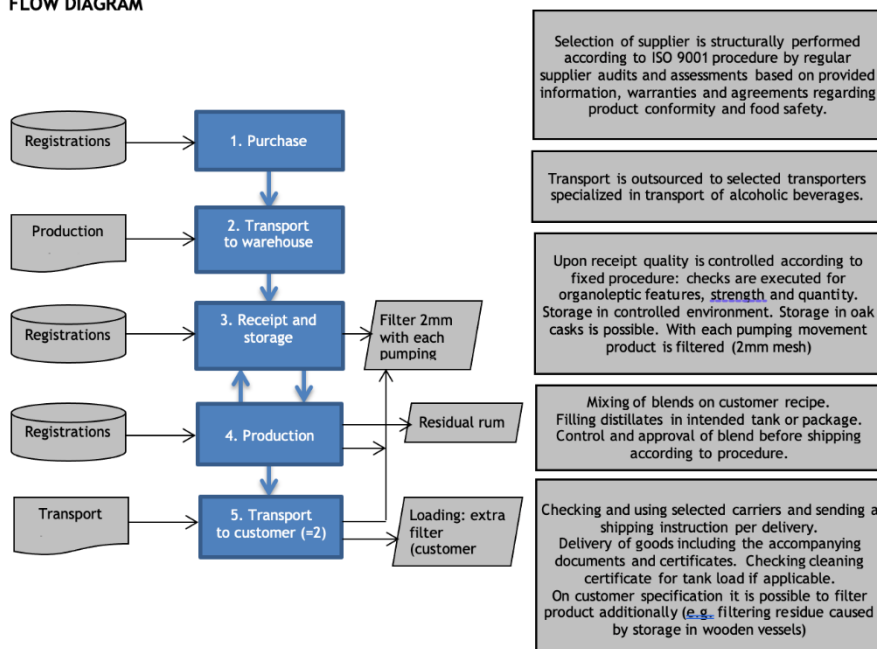 FLOW DIAGRAM
Registrations
1. Purchase
Production
2. Transport
to warehouse
Registrations
3. Receipt and
storage
Filter 2mm
with each
pumping
Registrations
4. Production
Residual rum
Transport
5. Transport
to customer (=2)
Loading: extra
filter
(customer
Selection of supplier is structurally performed
according to ISO 9001 procedure by regular
supplier audits and assessments based on provided
information, warranties and agreements regarding
product conformity and food safety.
Transport is outsourced to selected transporters
specialized in transport of alcoholic beverages.
Upon receipt quality is controlled according to
fixed procedure: checks are executed for
organoleptic features, strength and quantity.
Storage in controlled environment. Storage in oak
casks is possible. With each pumping movement
product is filtered (2mm mesh)
Mixing of blends on customer recipe.
Filling distillates in intended tank or package.
Control and approval of blend before shipping
according to procedure.
Checking and using selected carriers and sending a
shipping instruction per delivery.
Delivery of goods including the accompanying
documents and certificates. Checking cleaning
certificate for tank load if applicable.
On customer specification it is possible to filter
product additionally (e.g. filtering residue caused
by storage in wooden vessels)